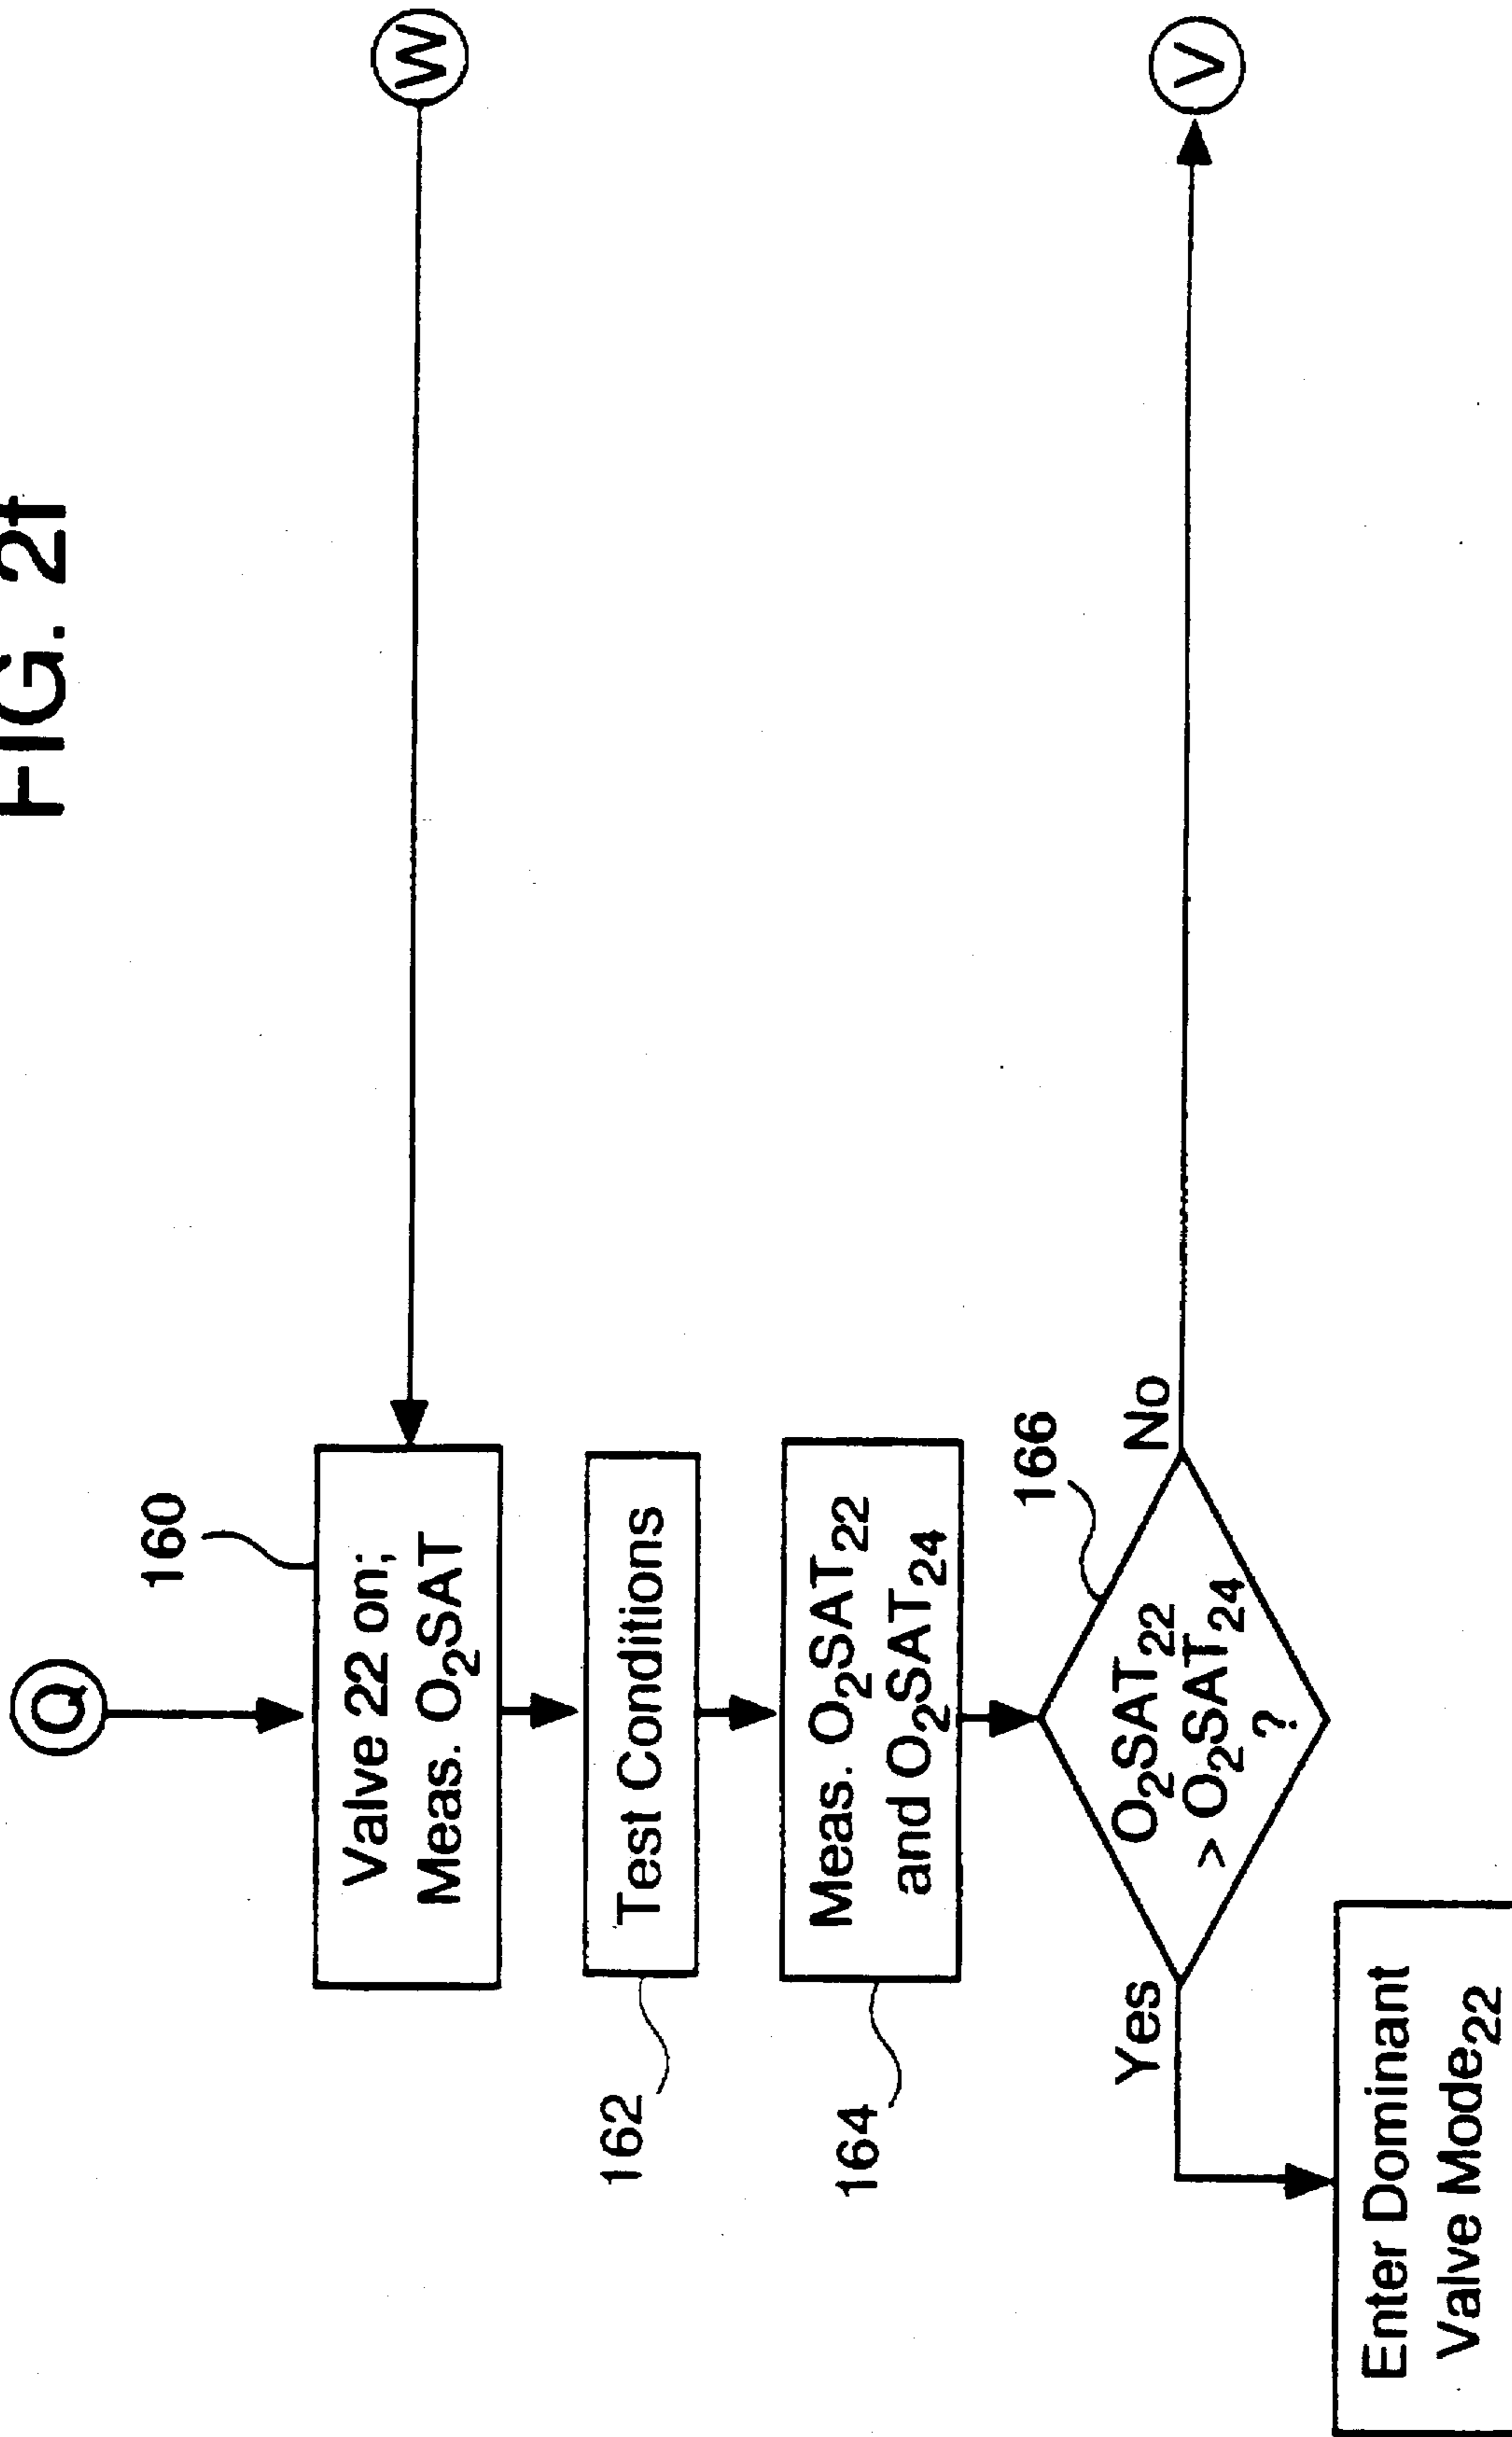 FIG. 2f
Q
W
160
Valve 22 on;
Meas. O₂SAT
162
Test Conditions
164
Meas. O₂SAT₂₂
and O₂SAT₂₄
166
O₂SAT₂₂
> O₂SAT₂₄
?
Yes
No
V
Enter Dominant
Valve Mode₂₂